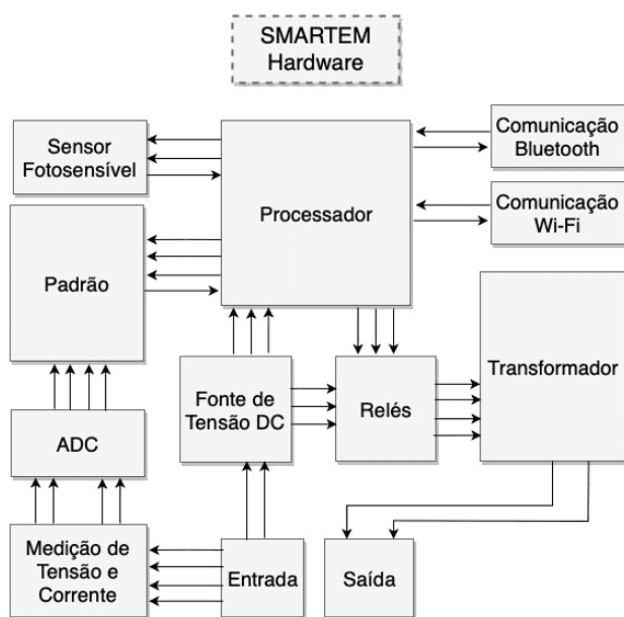 SMARTEM
Hardware
Sensor
Fotosensível
Processador
Comunicação
Bluetooth
Comunicação
Wi-Fi
Padrão
Transformador
Fonte de
Tensão DC
Relés
ADC
Medição de
Tensão e
Corrente
Entrada
Saída